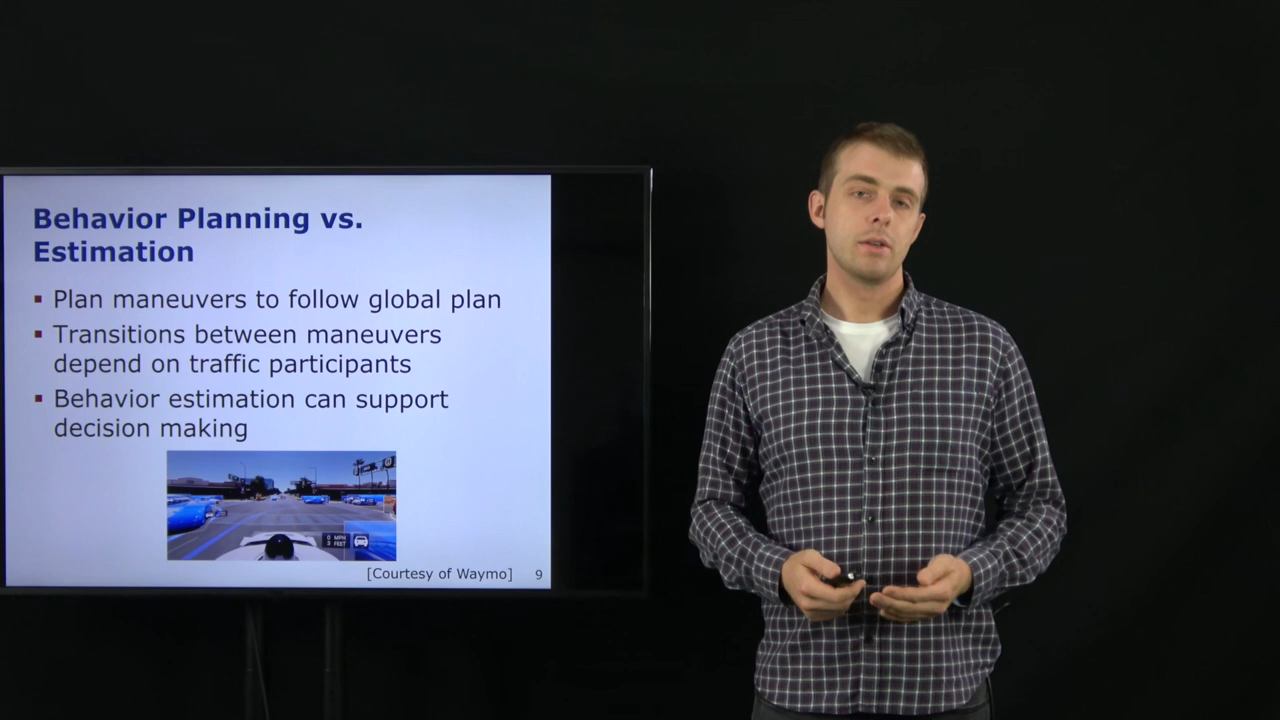 Behavior Planning vs.
Estimation
▪ Plan maneuvers to follow global plan
▪ Transitions between maneuvers
depend on traffic participants
▪ Behavior estimation can support
decision making
0 MPH
3 FEET
[Courtesy of Waymo] 9